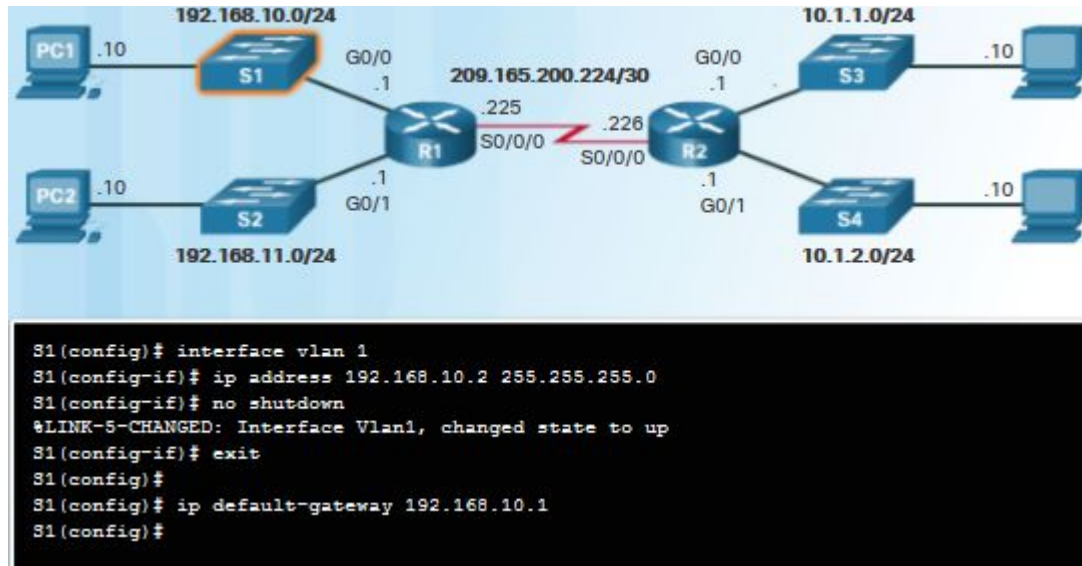 192.168.10.0/24
10.1.1.0/24
PC1
.10
S1
G0/0
.1
209.165.200.224/30
G0/0
.1
S3
.10
.225
.226
R1
S0/0/0
S0/0/0
R2
PC2
.10
S2
.1
G0/1
.1
G0/1
S4
.10
192.168.11.0/24
10.1.2.0/24
S1(config)# interface vlan 1
S1(config-if)# ip address 192.168.10.2 255.255.255.0
S1(config-if)# no shutdown
%LINK-5-CHANGED: Interface Vlan1, changed state to up
S1(config-if)# exit
S1(config)#
S1(config)# ip default-gateway 192.168.10.1
S1(config)#